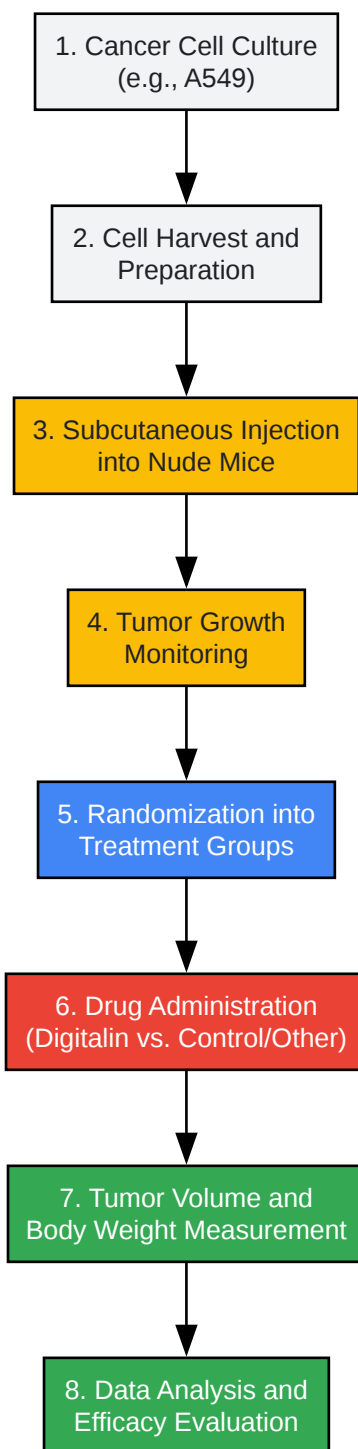 1. Cancer Cell Culture
(e.g., A549)
2. Cell Harvest and
Preparation
3. Subcutaneous Injection
into Nude Mice
4. Tumor Growth
Monitoring
5. Randomization into
Treatment Groups
6. Drug Administration
(Digitalin vs. Control/Other)
7. Tumor Volume and
Body Weight Measurement
8. Data Analysis and
Efficacy Evaluation